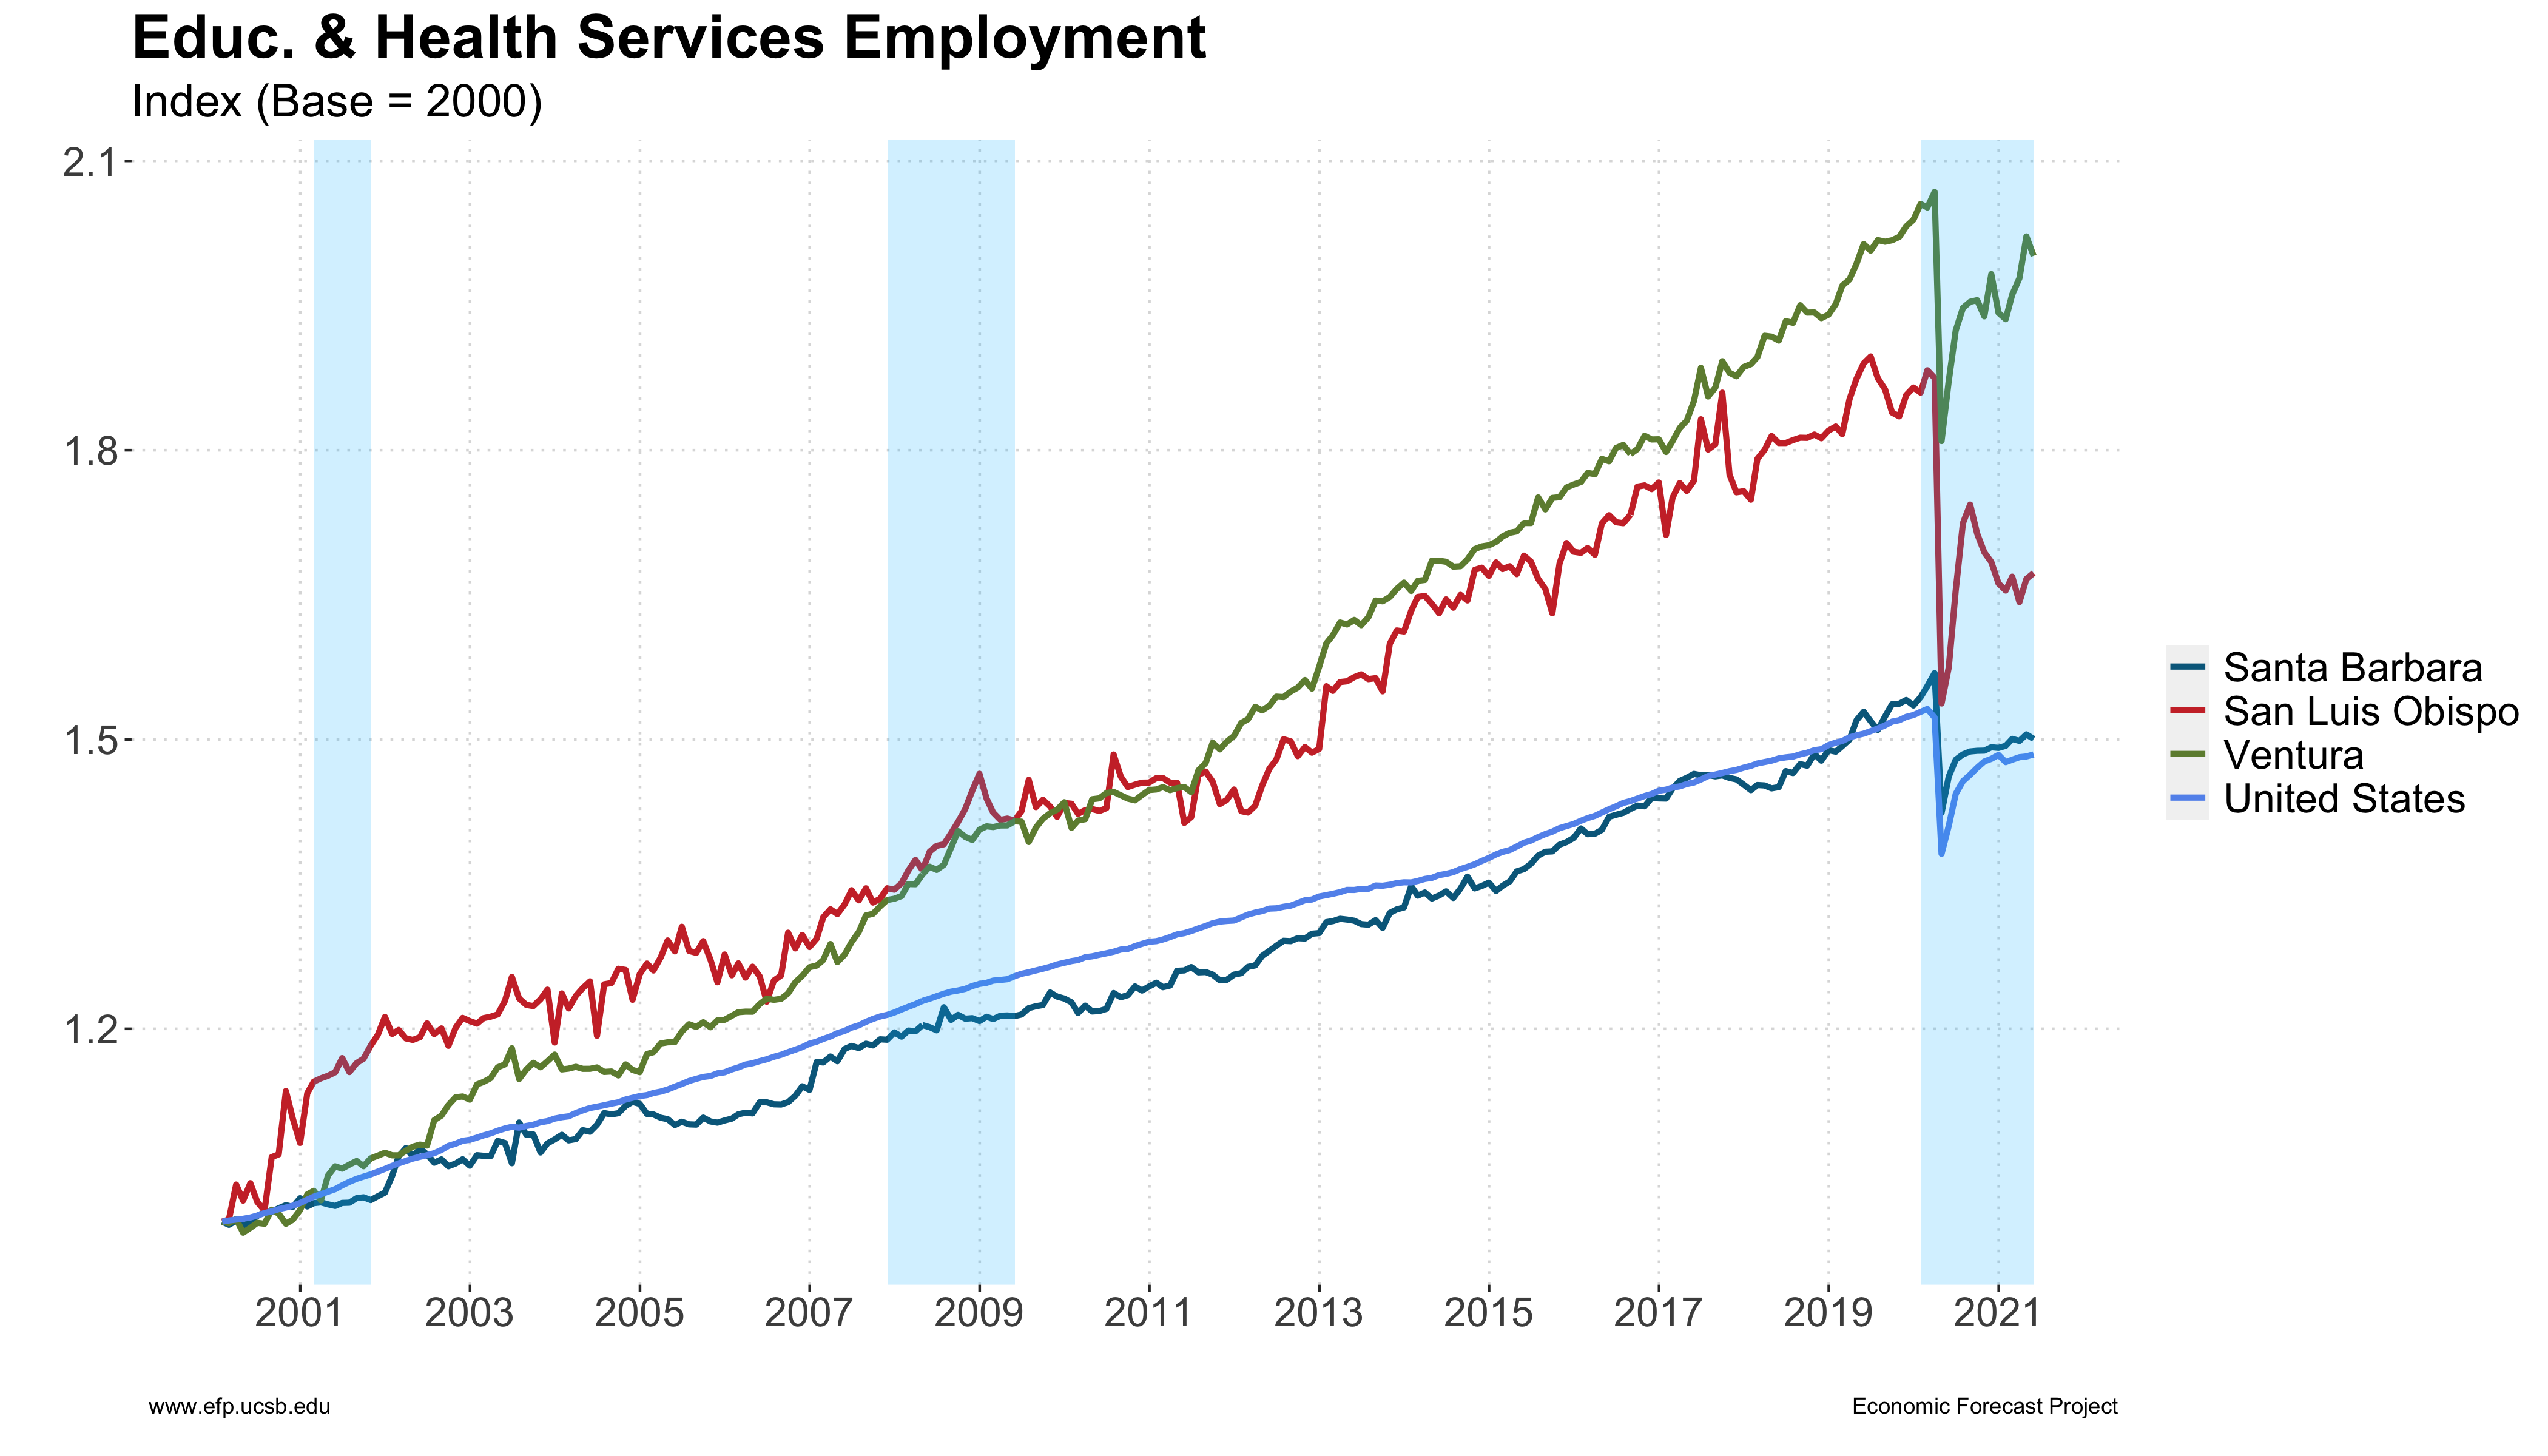 Educ. & Health Services Employment
Index (Base = 2000)
2.1
1.8
1.5
1.2
2001 2003 2005 2007 2009 2011 2013 2015 2017 2019 2021
Santa Barbara
San Luis Obispo
Ventura
United States
www.efp.ucsb.edu
Economic Forecast Project